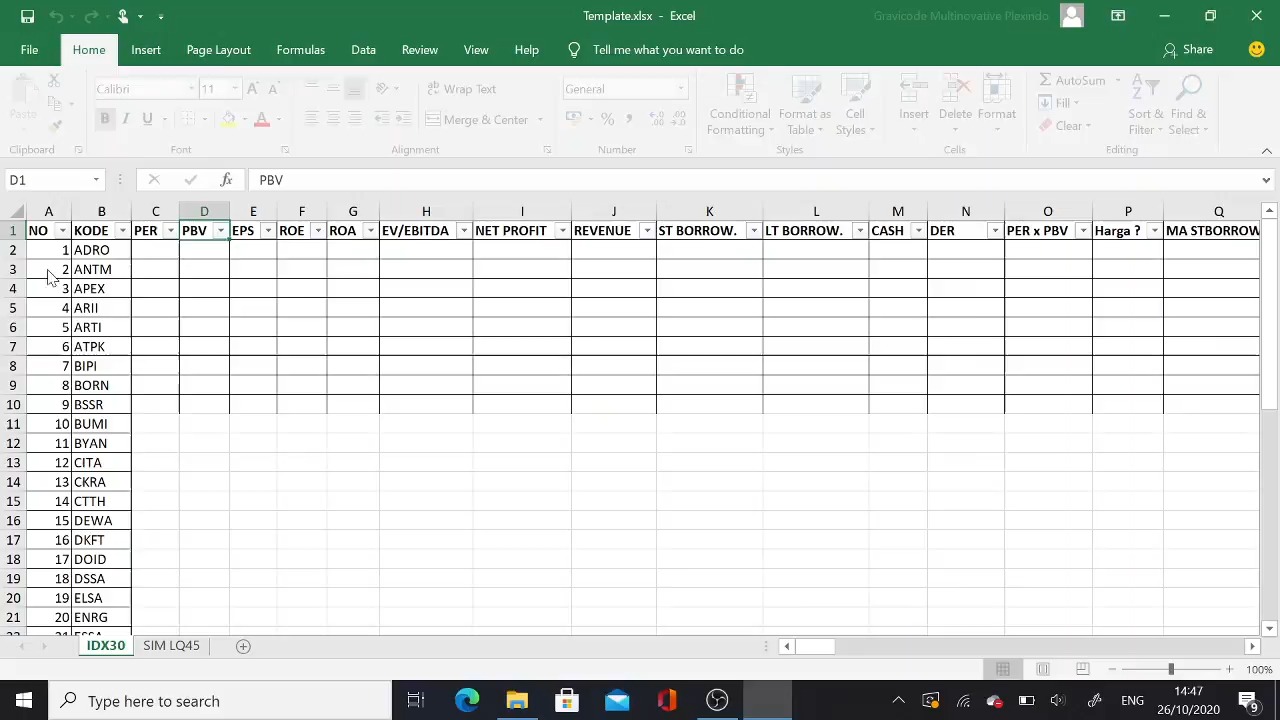 Template.xlsx - Excel
Gravicode Multinovative Plexindo
File Home Insert Page Layout Formulas Data Review View Help Tell me what you want to do Share
Paste
Clipboard
Calibri 11
B I U
Font
Wrap Text
Merge & Center
Alignment
General
Number
Conditional Formatting
Format as Table
Cell Styles
Styles
Insert Delete Format
Cells
AutoSum
Fill
Clear
Sort & Filter
Find & Select
Editing
D1 fx PBV
A B C D E F G H I J K L M N O P Q
1 NO KODE PER PBV EPS ROE ROA EV/EBITDA NET PROFIT REVENUE ST BORROW. LT BORROW. CASH DER PER x PBV Harga ? MA STBORROW
2 1 ADRO
3 2 ANTM
4 3 APEX
5 4 ARII
6 5 ARTI
7 6 ATPK
8 7 BIPI
9 8 BORN
10 9 BSSR
11 10 BUMI
12 11 BYAN
13 12 CITA
14 13 CKRA
15 14 CTTH
16 15 DEWA
17 16 DKFT
18 17 DOID
19 18 DSSA
20 19 ELSA
21 20 ENRG
IDX30 SIM LQ45
100%
Type here to search
ENG
14:47
26/10/2020
9